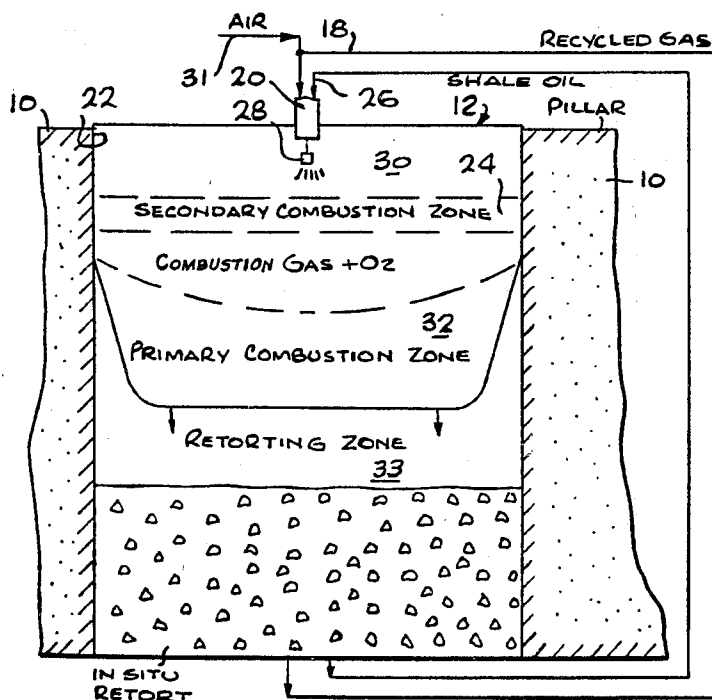 AIR
18
RECYCLED GAS
31
20
26
SHALE OIL
10
22
28
12
PILLAR
30
24
10
SECONDARY COMBUSTION ZONE
COMBUSTION GAS + O2
32
PRIMARY COMBUSTION ZONE
RETORTING ZONE
33
IN SITU
RETORT